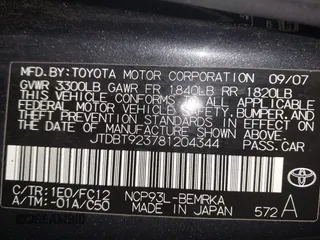 MFD.BY:TOYOTA MOTOR CORPORATION 09/07
GVWR 3300LB GAWR FR 1840LB RR 1820LB
THIS VEHICLE CONFORMS TO ALL APPLICABLE
FEDERAL MOTOR VEHICLE SAFETY, BUMPER, AND
THEFT PREVENTION STANDARDS IN EFFECT ON
THE DATE OF MANUFACTURE SHOWN ABOVE.
JTDBT923781204344 PASS.CAR
C/TR:1E0/FC12 NCP93L-BEMRKA
A/TM:-01A/C50 MADE IN JAPAN 572 A
TOYOTA